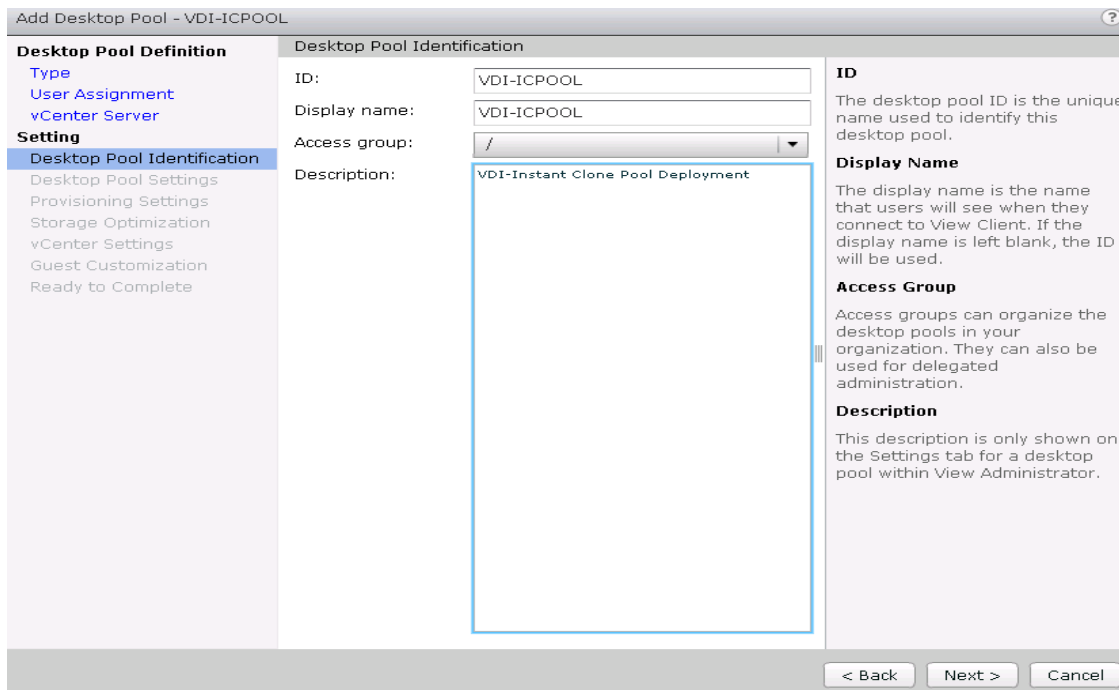 Add Desktop Pool - VDI-ICPOOL
?
Desktop Pool Definition
Type
User Assignment
vCenter Server
Setting
Desktop Pool Identification
Desktop Pool Settings
Provisioning Settings
Storage Optimization
vCenter Settings
Guest Customization
Ready to Complete
Desktop Pool Identification
ID:
VDI-ICPOOL
Display name:
VDI-ICPOOL
Access group:
/
Description:
VDI-Instant Clone Pool Deployment
ID
The desktop pool ID is the unique
name used to identify this
desktop pool.
Display Name
The display name is the name
that users will see when they
connect to View Client. If the
display name is left blank, the ID
will be used.
Access Group
Access groups can organize the
desktop pools in your
organization. They can also be
used for delegated
administration.
Description
This description is only shown on
the Settings tab for a desktop
pool within View Administrator.
< Back
Next >
Cancel